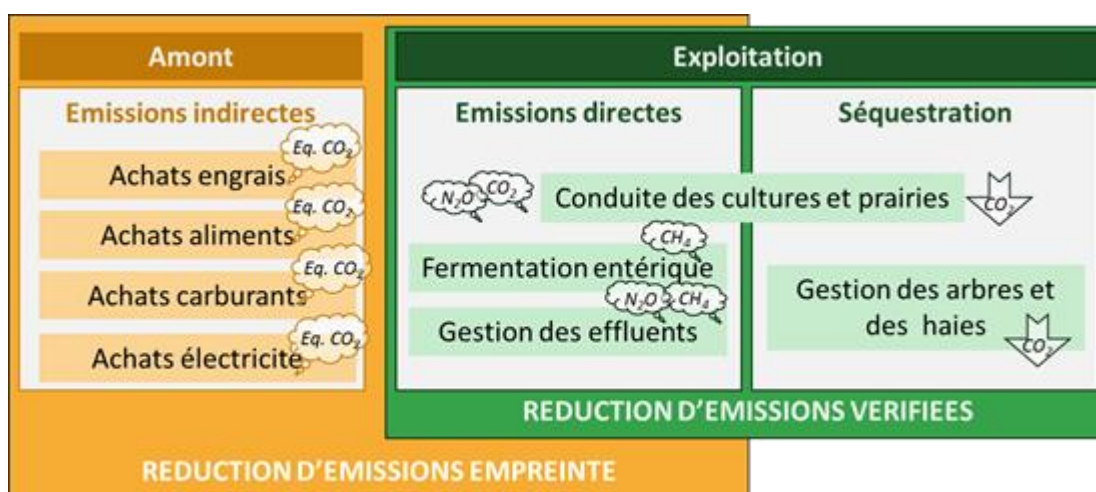 Amont
Emissions indirectes
Eq. CO₂
Achats engrais
Eq. CO₂
Achats aliments
Eq. CO₂
Achats carburants
Eq. CO₂
Achats électricité
Exploitation
Emissions directes
Séquestration
N₂O CO₂
Conduite des cultures et prairies
CO₂
CH₄
Fermentation entérique
N₂O CH₄
Gestion des effluents
Gestion des arbres et
des haies
CO₂
REDUCTION D'EMISSIONS VERIFIEES
REDUCTION D'EMISSIONS EMPREINTE